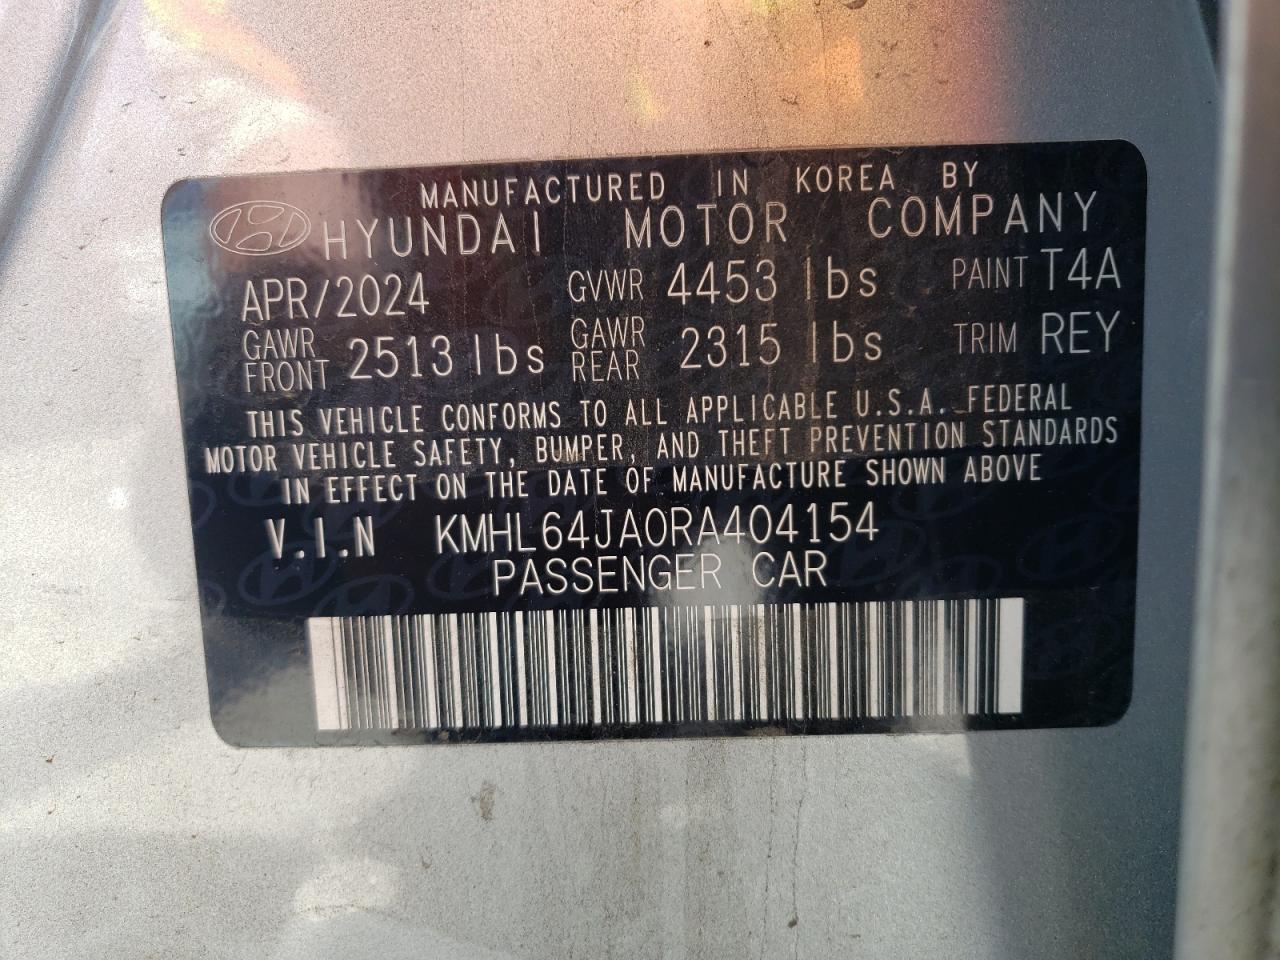 MANUFACTURED IN KOREA BY
HYUNDAI MOTOR COMPANY
APR/2024 GVWR 4453 lbs PAINT T4A
GAWR FRONT 2513 lbs GAWR REAR 2315 lbs TRIM REY
THIS VEHICLE CONFORMS TO ALL APPLICABLE U.S.A. FEDERAL
MOTOR VEHICLE SAFETY, BUMPER, AND THEFT PREVENTION STANDARDS
IN EFFECT ON THE DATE OF MANUFACTURE SHOWN ABOVE
V.I.N KMHL64JA0RA404154
PASSENGER CAR